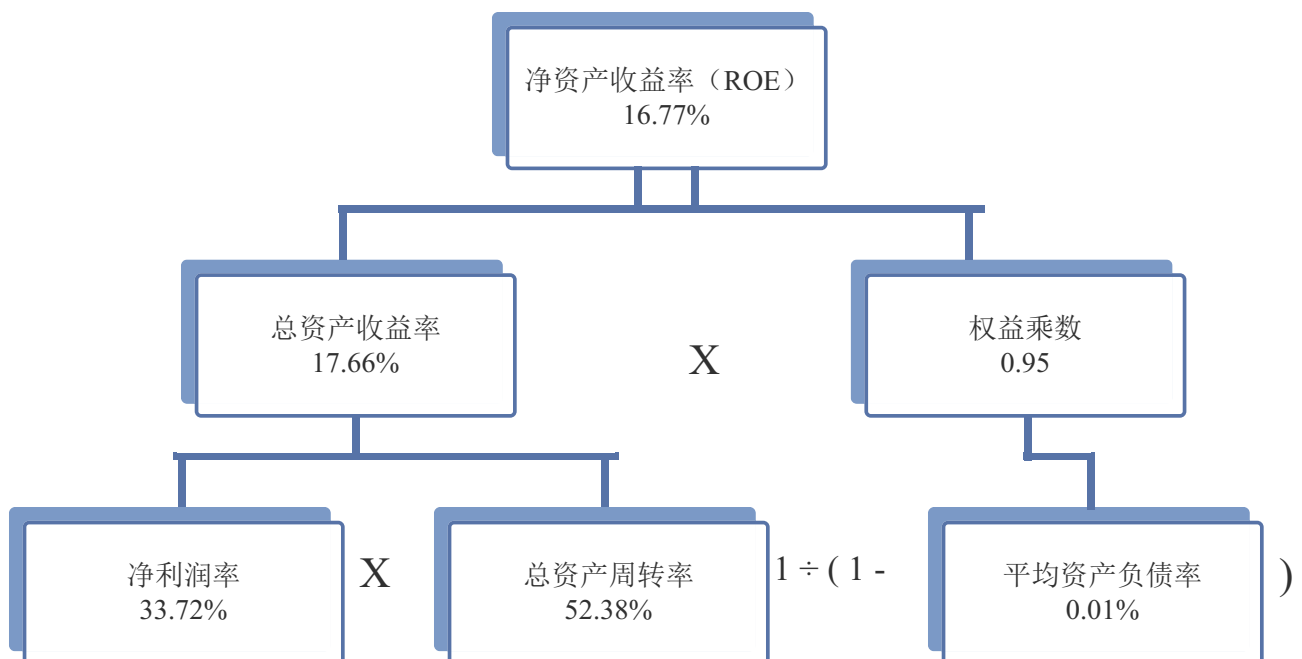 净资产收益率（ROE）
16.77%
总资产收益率
17.66%
X
权益乘数
0.95
净利润率
33.72%
X
总资产周转率
52.38%
1 ÷ ( 1 -
平均资产负债率
0.01%
)